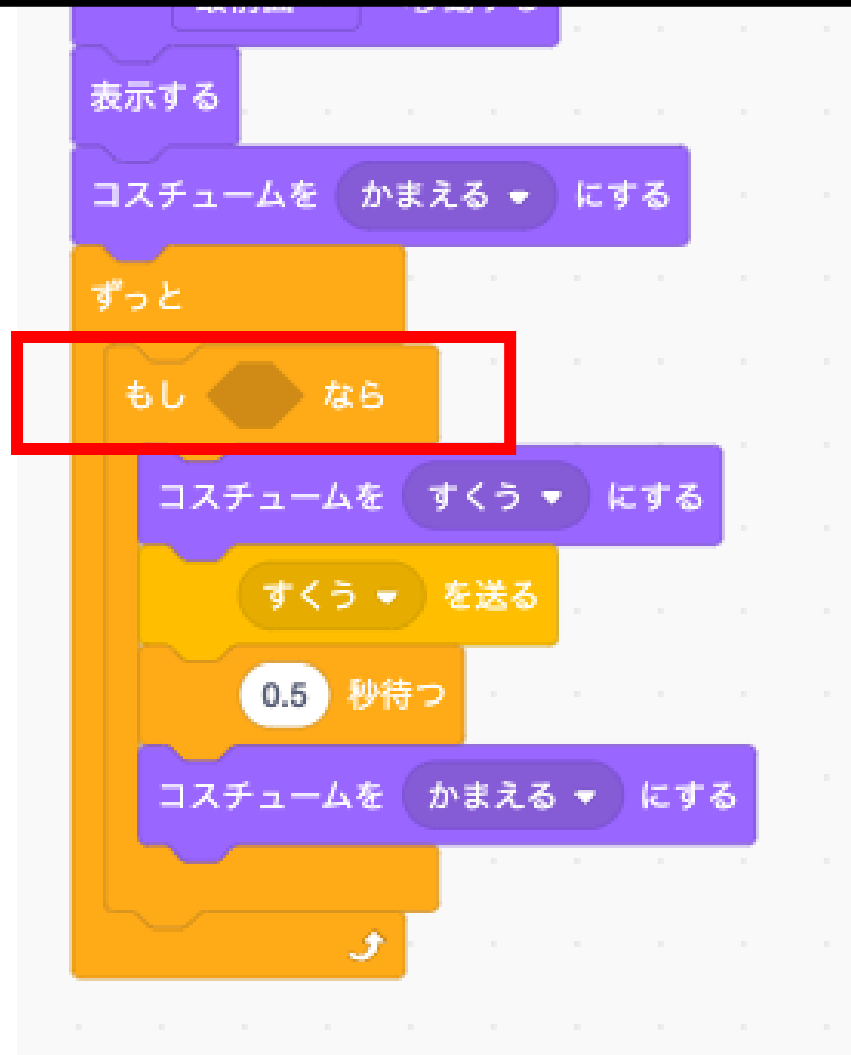 表示する
コスチュームを かまえる にする
ずっと
もし なら
コスチュームを すくう にする
すくう を送る
0.5 秒待つ
コスチュームを かまえる にする